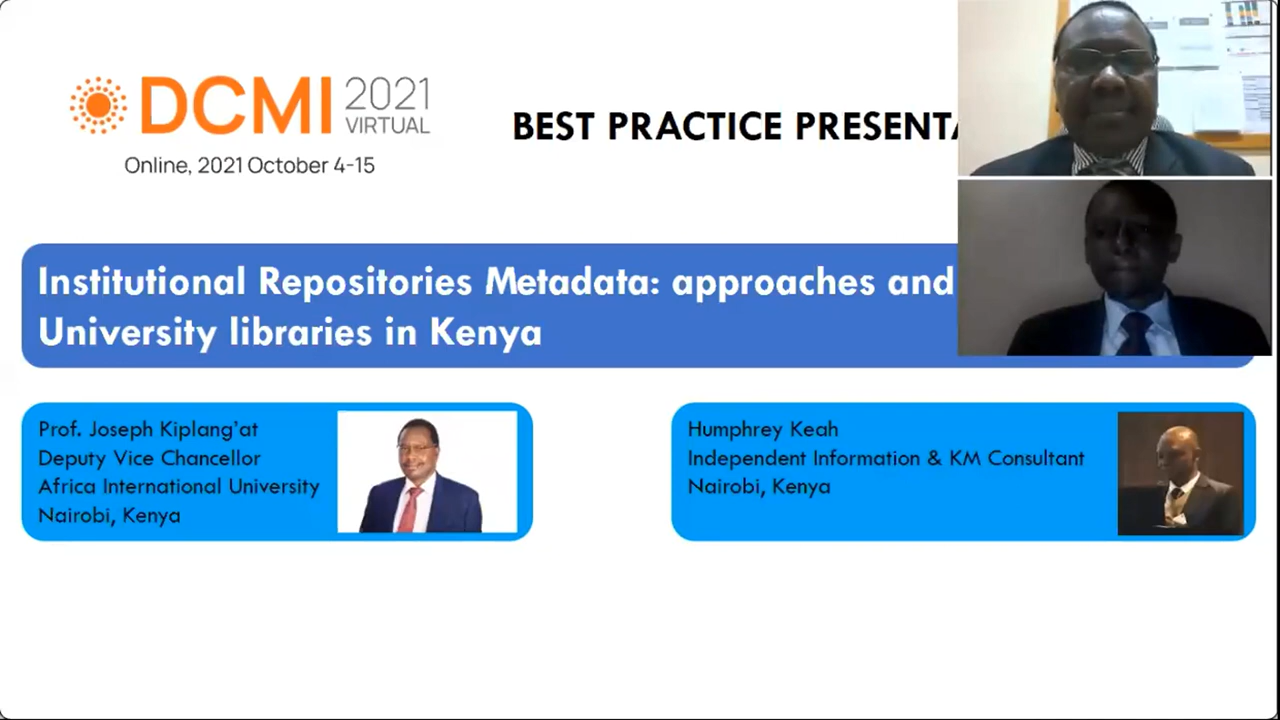 DCMI 2021
VIRTUAL
Online, 2021 October 4-15
BEST PRACTICE
Institutional Repositories Metadata: approaches and
University libraries in Kenya
Prof. Joseph Kiplang'at
Deputy Vice Chancellor
Africa International University
Nairobi, Kenya
Humphrey Keah
Independent Information & KM Consultant
Nairobi, Kenya